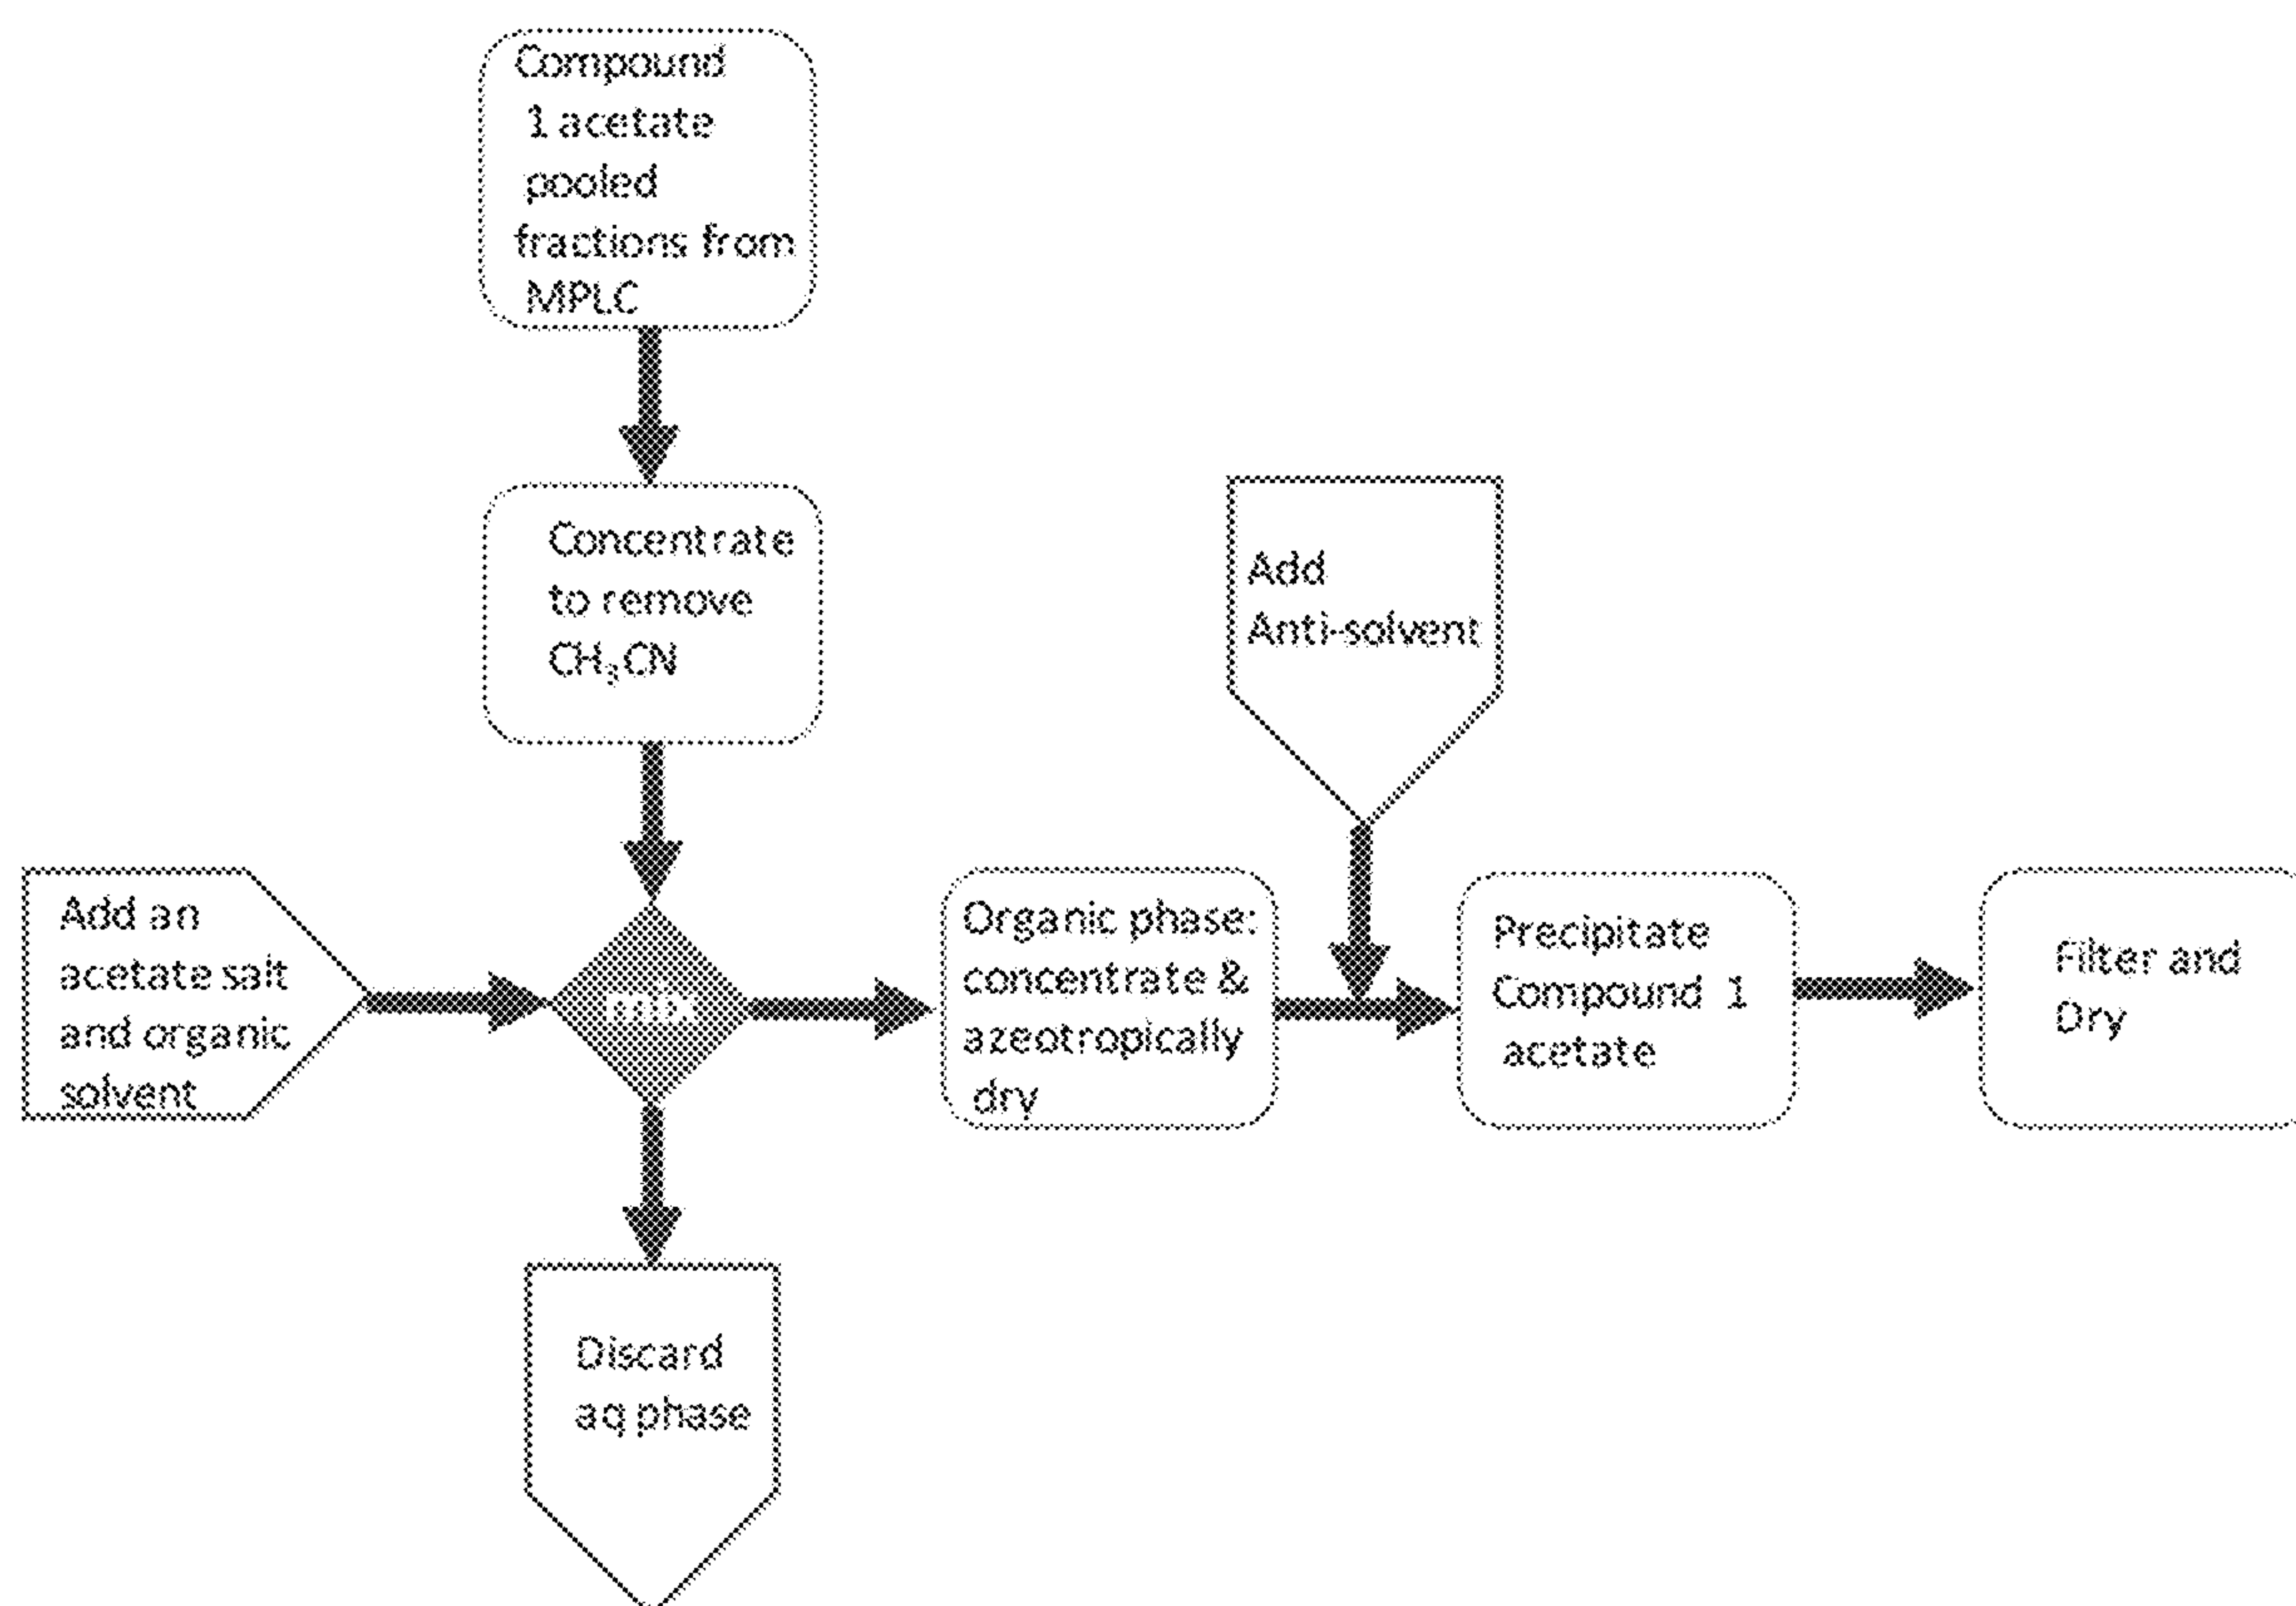 Compound
1 acetate
pooled
fractions from
MPLC
Concentrate
to remove
CH₃CN
Add
Anti-solvent
Add an
acetate salt
and organic
solvent
mix
Organic phase:
concentrate &
azeotropically
dry
Precipitate
Compound 1
acetate
Filter and
Dry
Discard
aq phase